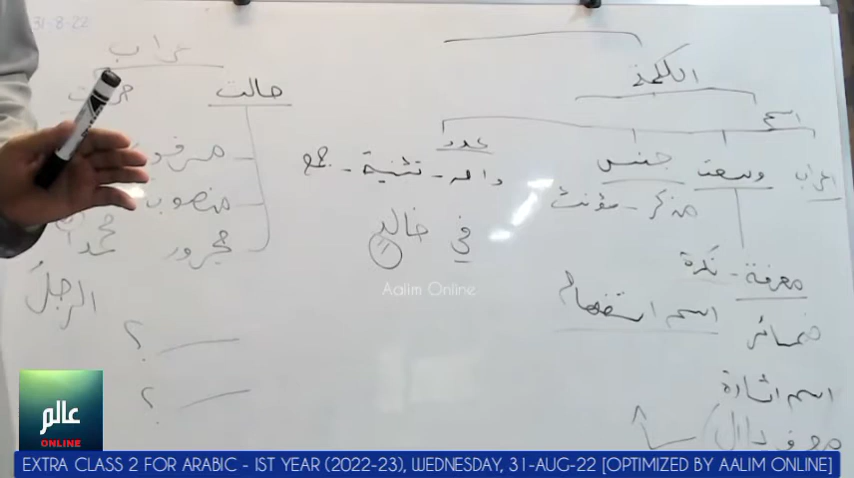 31-8-22
الكلمة
اسم
اعراب
وسعت
جنس
عدد
مذكر - مؤنث
واحد - تثنية - جمع
معرفة - نكرة
ضمائر
اسم استفهام
اسم اشارة
معرف بال
في خالدٍ
اعراب
حالت
مرفوع
منصوب
مجرور
الرجلُ
؟
؟
Aalim Online
عالم
ONLINE
EXTRA CLASS 2 FOR ARABIC - IST YEAR (2022-23), WEDNESDAY, 31-AUG-22 [OPTIMIZED BY AALIM ONLINE]